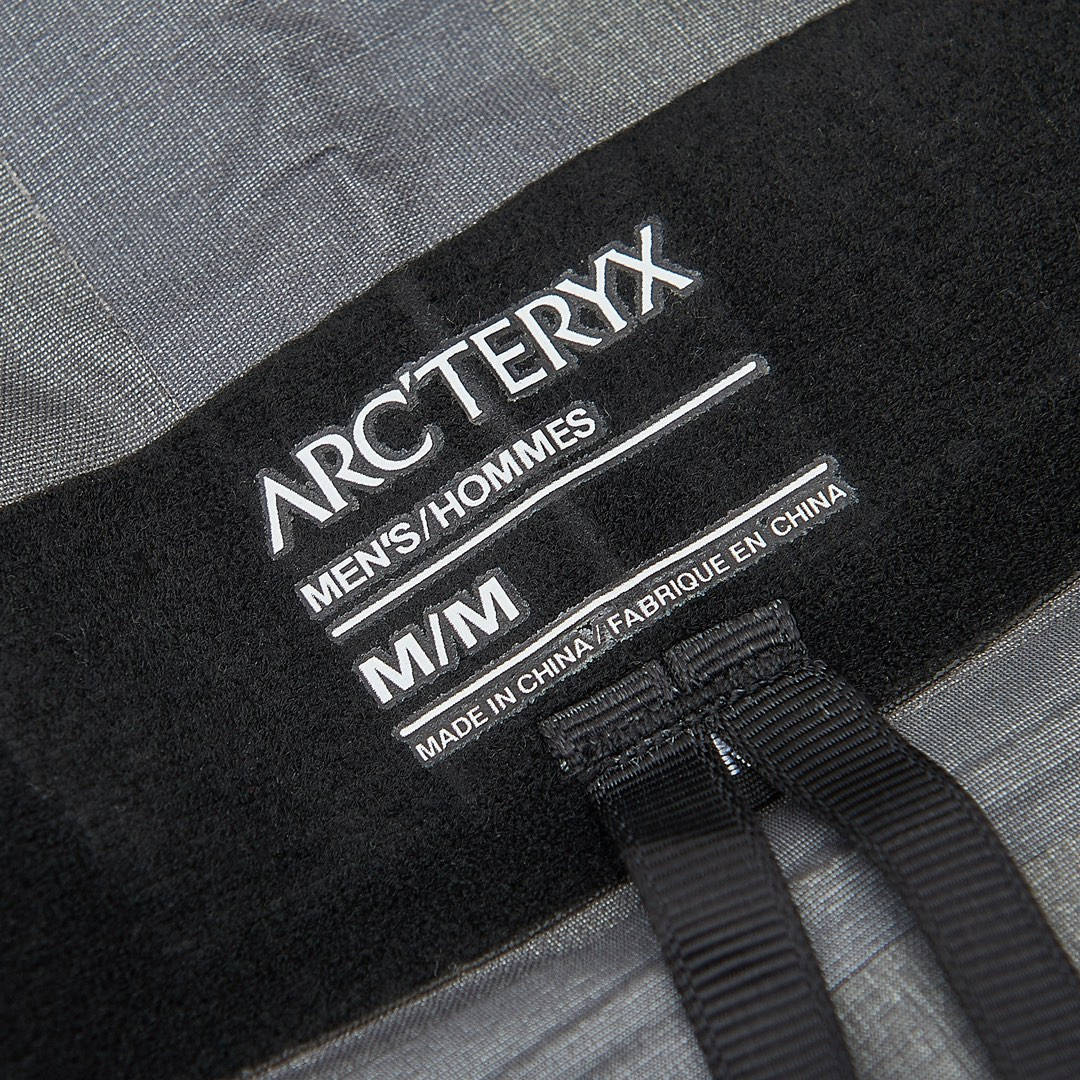 ARC'TERYX
MEN'S/HOMMES
M/M
MADE IN CHINA / FABRIQUE EN CHINA